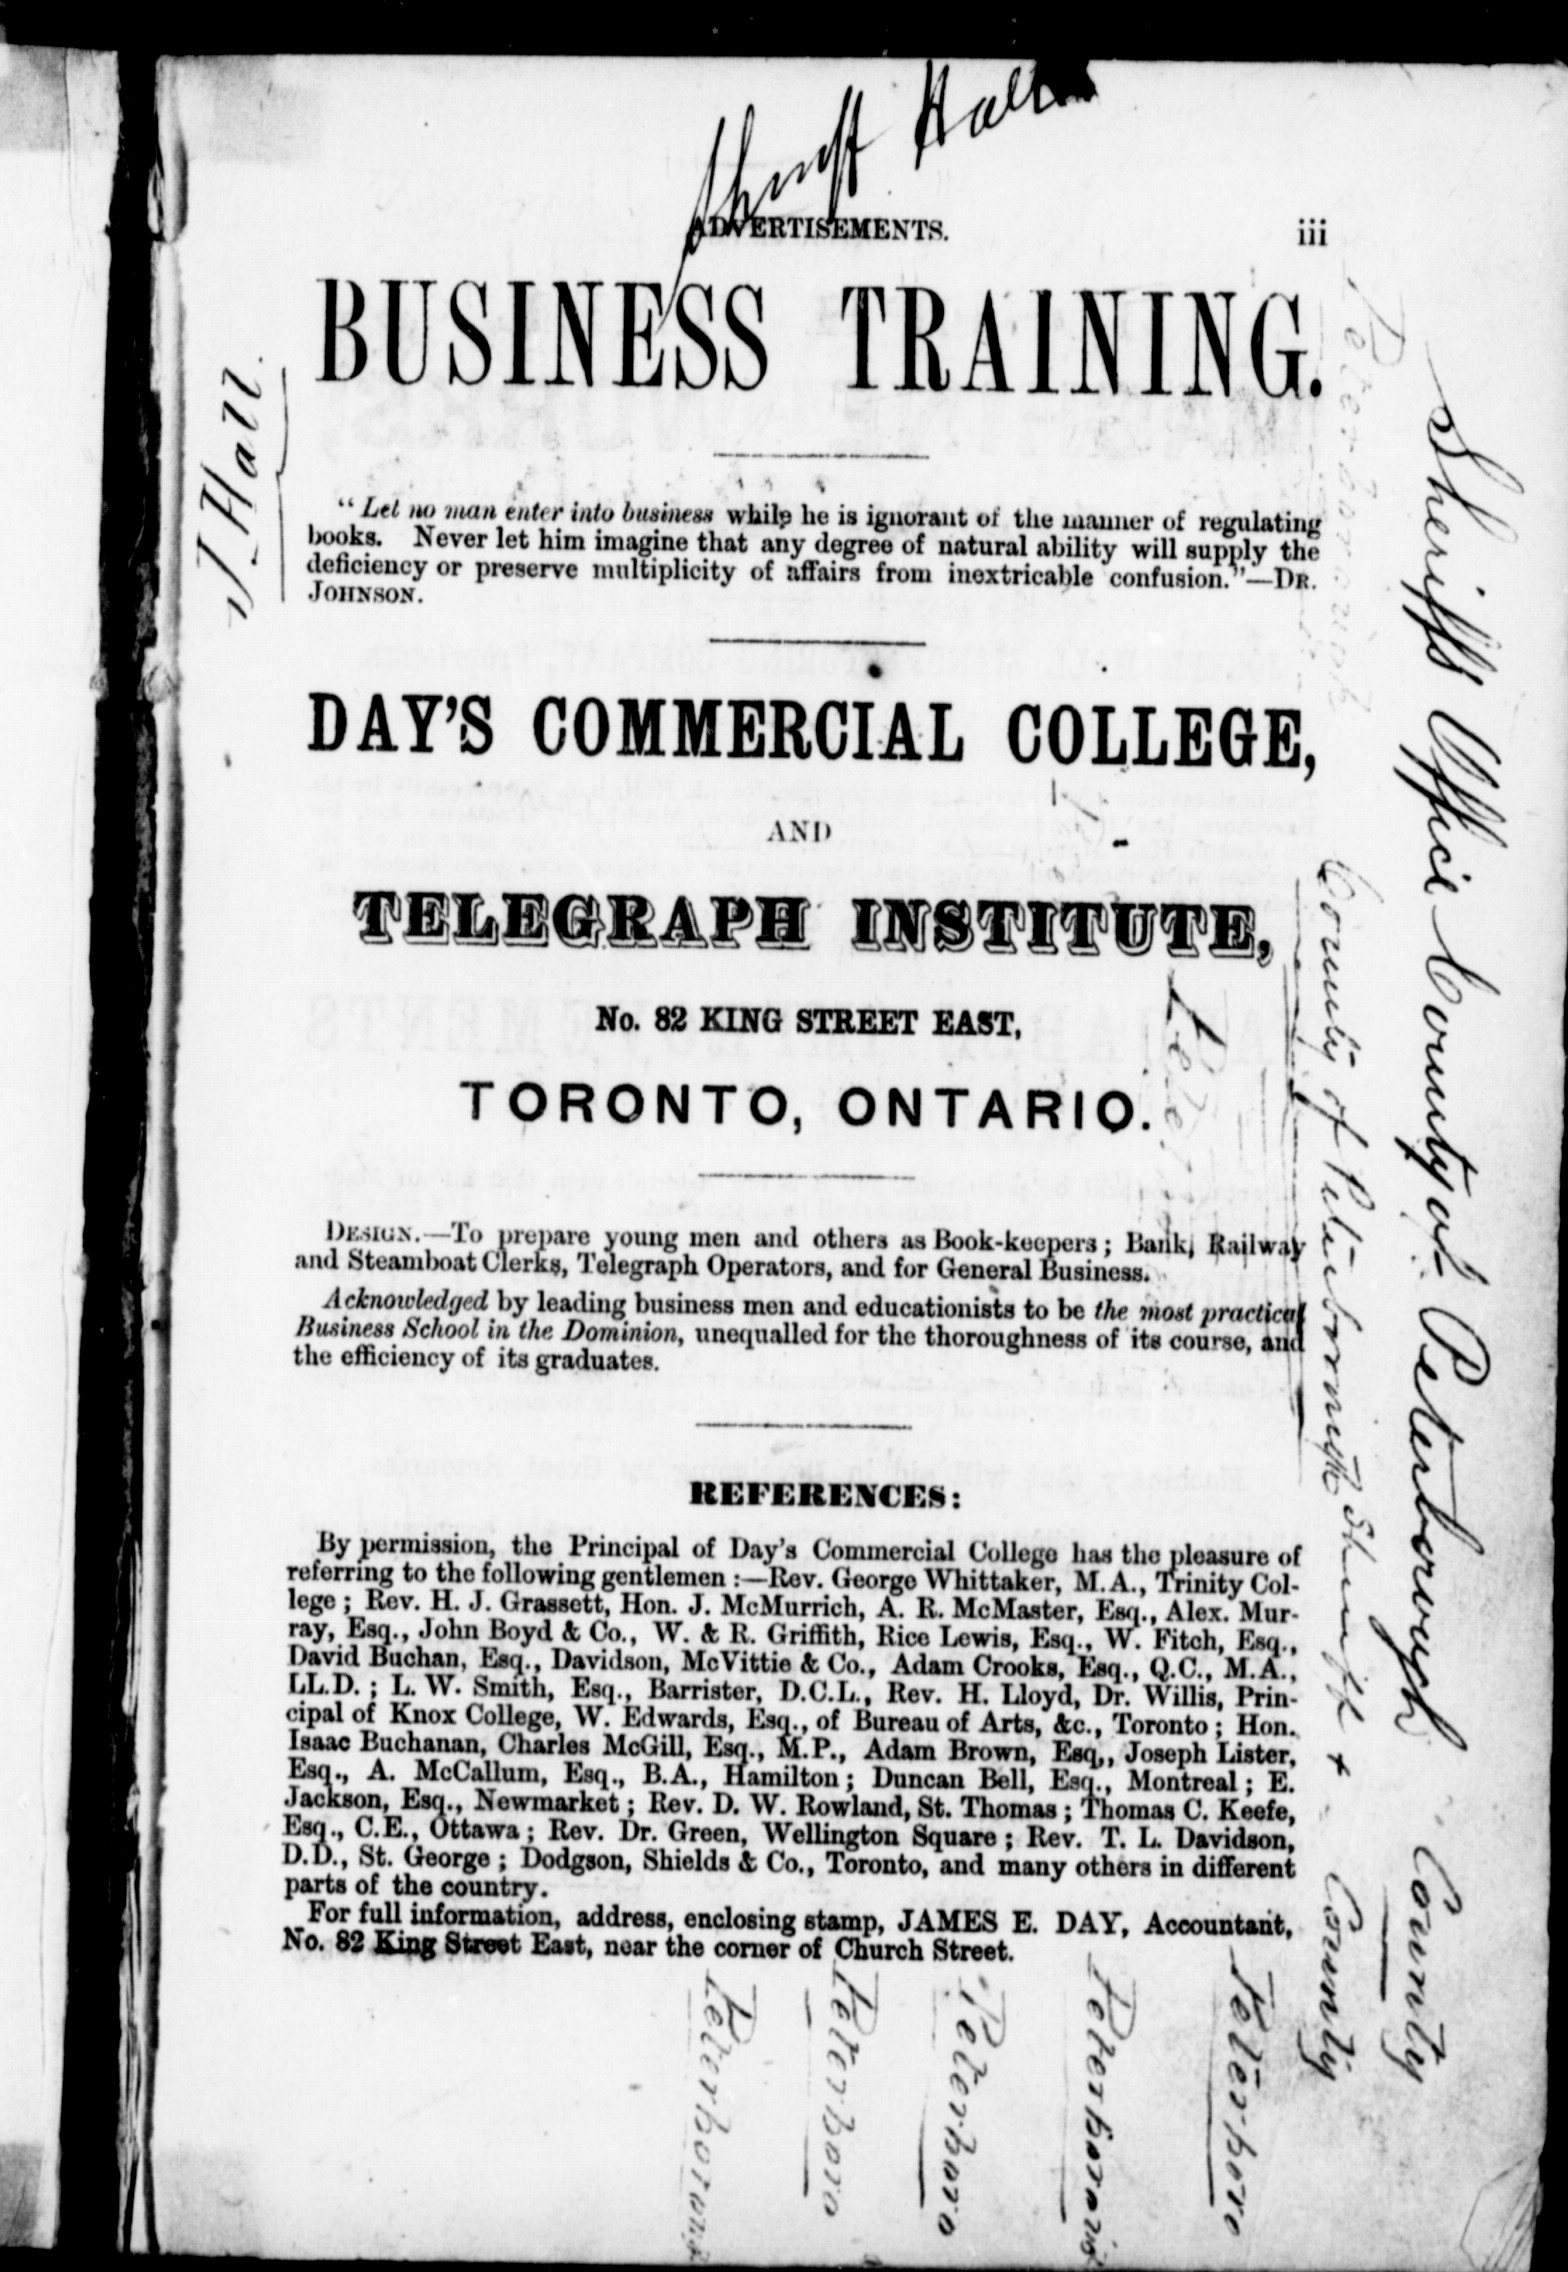 Sheriff Hall
ADVERTISEMENTS.
iii
BUSINESS TRAINING.
"Let no man enter into business while he is ignorant of the manner of regulating
books. Never let him imagine that any degree of natural ability will supply the
deficiency or preserve multiplicity of affairs from inextricable confusion."—DR.
JOHNSON.
DAY'S COMMERCIAL COLLEGE,
AND
TELEGRAPH INSTITUTE,
No. 82 KING STREET EAST,
TORONTO, ONTARIO.
DESIGN.—To prepare young men and others as Book-keepers; Bank, Railway
and Steamboat Clerks, Telegraph Operators, and for General Business.
Acknowledged by leading business men and educationists to be the most practical
Business School in the Dominion, unequalled for the thoroughness of its course, and
the efficiency of its graduates.
REFERENCES:
By permission, the Principal of Day's Commercial College has the pleasure of
referring to the following gentlemen:—Rev. George Whittaker, M.A., Trinity Col-
lege; Rev. H. J. Grassett, Hon. J. McMurrich, A. R. McMaster, Esq., Alex. Mur-
ray, Esq., John Boyd & Co., W. & R. Griffith, Rice Lewis, Esq., W. Fitch, Esq.,
David Buchan, Esq., Davidson, McVittie & Co., Adam Crooks, Esq., Q.C., M.A.,
LL.D.; L. W. Smith, Esq., Barrister, D.C.L., Rev. H. Lloyd, Dr. Willis, Prin-
cipal of Knox College, W. Edwards, Esq., of Bureau of Arts, &c., Toronto; Hon.
Isaac Buchanan, Charles McGill, Esq., M.P., Adam Brown, Esq., Joseph Lister,
Esq., A. McCallum, Esq., B.A., Hamilton; Duncan Bell, Esq., Montreal; E.
Jackson, Esq., Newmarket; Rev. D. W. Rowland, St. Thomas; Thomas C. Keefe,
Esq., C.E., Ottawa; Rev. Dr. Green, Wellington Square; Rev. T. L. Davidson,
D.D., St. George; Dodgson, Shields & Co., Toronto, and many others in different
parts of the country.
For full information, address, enclosing stamp, JAMES E. DAY, Accountant,
No. 82 King Street East, near the corner of Church Street.
J Hall
Sheriffs Office County of Peterborough County
County of Peterborough Sheriff + County
Peterborough
Pete
Peterboro
Peterborough
Peterboro
Peterboro
Peterborough